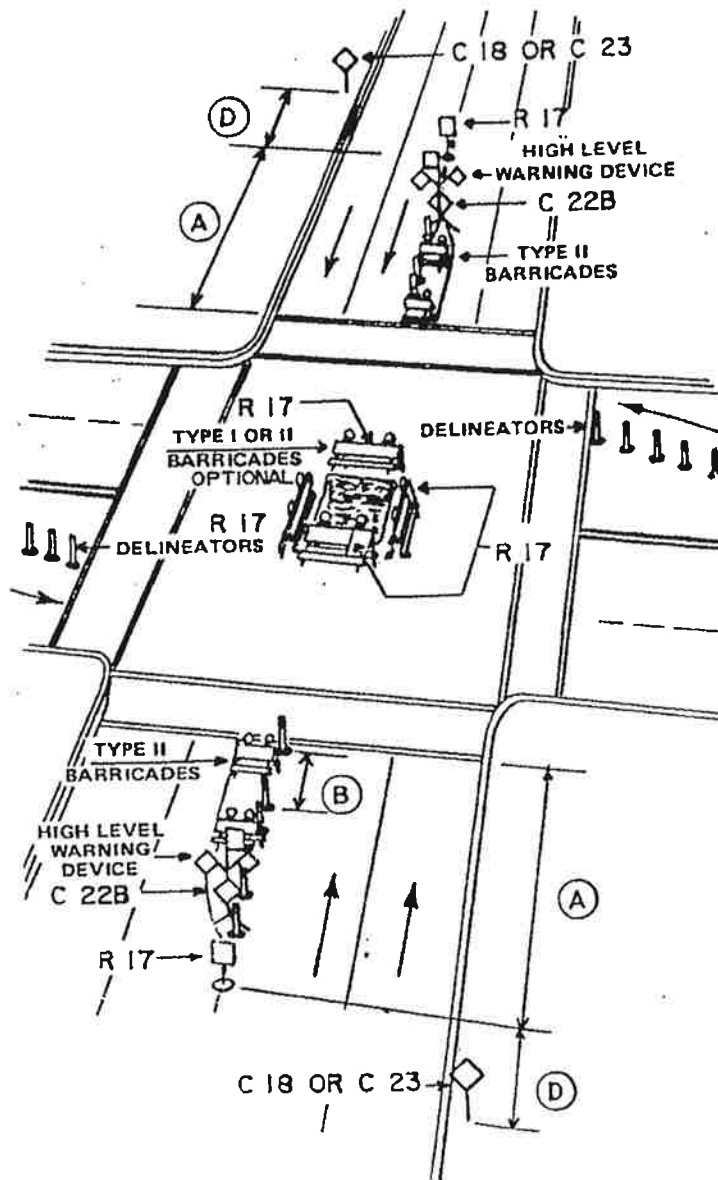 C 18 OR C 23
D
R 17
HIGH LEVEL
WARNING DEVICE
A
C 22B
TYPE II
BARRICADES
R 17
TYPE I OR II
BARRICADES
OPTIONAL
DELINEATORS
R 17
DELINEATORS
R 17
TYPE II
BARRICADES
B
HIGH LEVEL
WARNING
DEVICE
C 22B
A
R 17
C 18 OR C 23
D